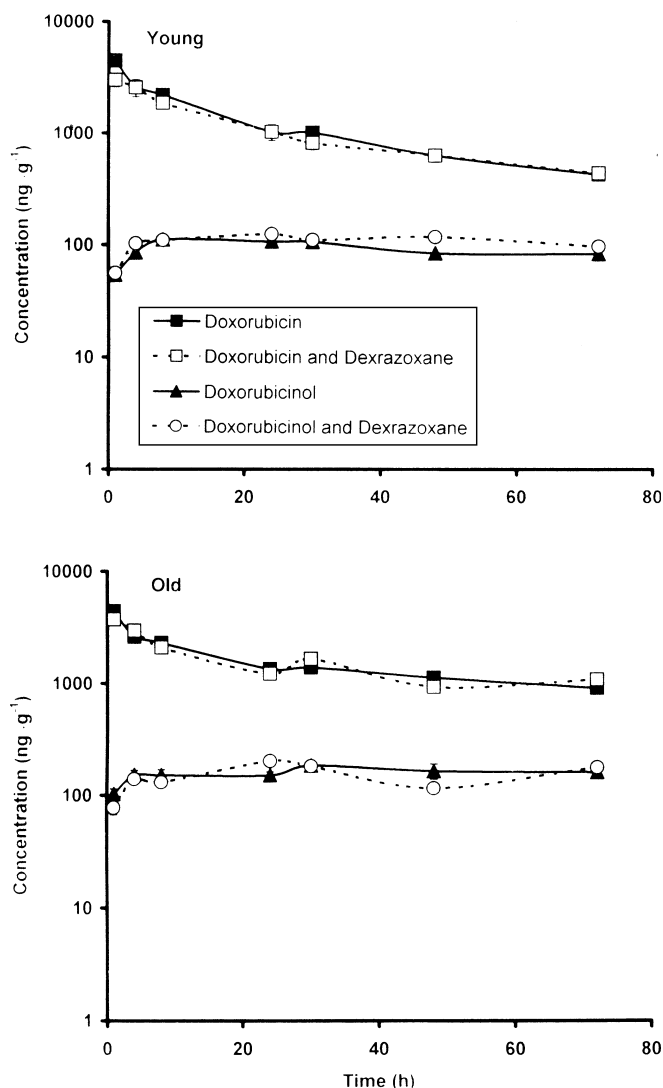 Young
10000
1000
100
10
1
Concentration (ng ·g⁻¹)
Doxorubicin
Doxorubicin and Dexrazoxane
Doxorubicinol
Doxorubicinol and Dexrazoxane
0 20 40 60 80
Old
10000
1000
100
10
1
Concentration (ng ·g⁻¹)
0 20 40 60 80
Time (h)